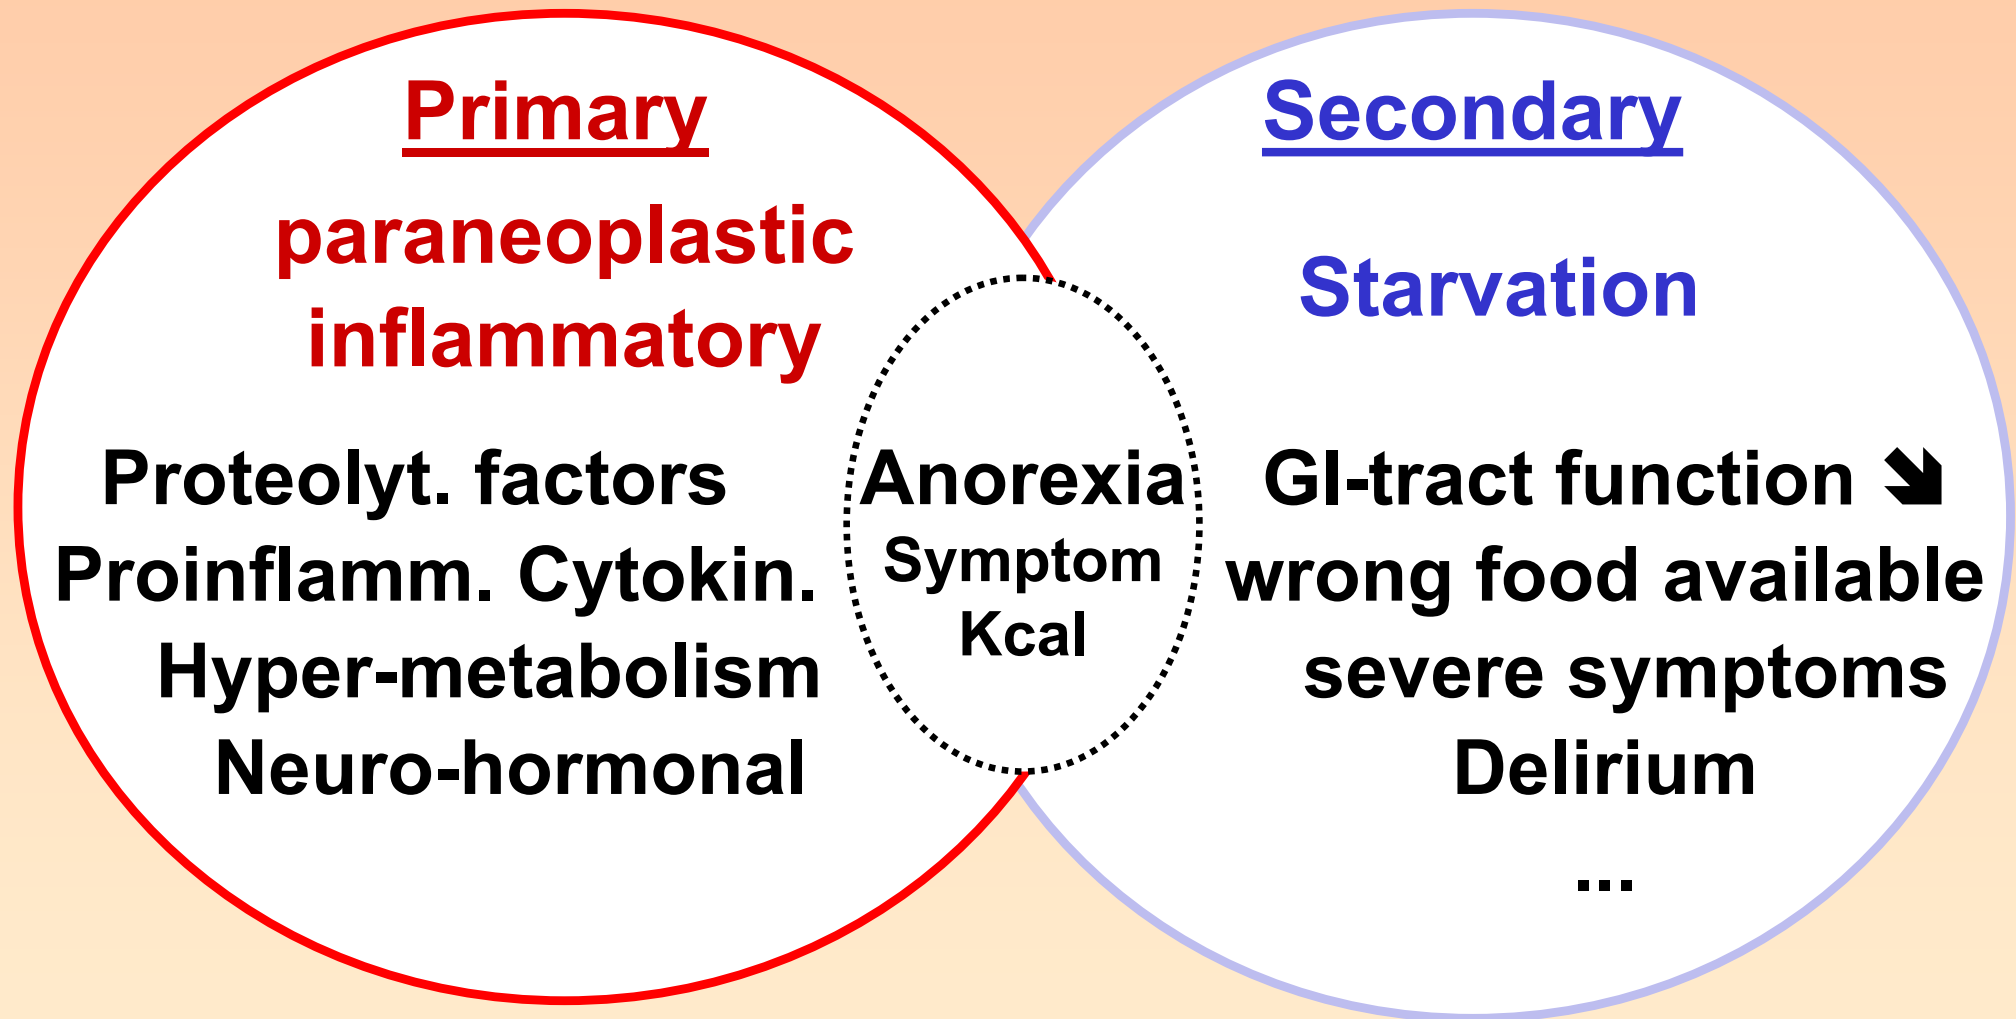 Primary
paraneoplastic
inflammatory
Proteolyt. factors
Proinflamm. Cytokin.
Hyper-metabolism
Neuro-hormonal
Anorexia
Symptom
Kcal
Secondary
Starvation
GI-tract function ➘
wrong food available
severe symptoms
Delirium
...